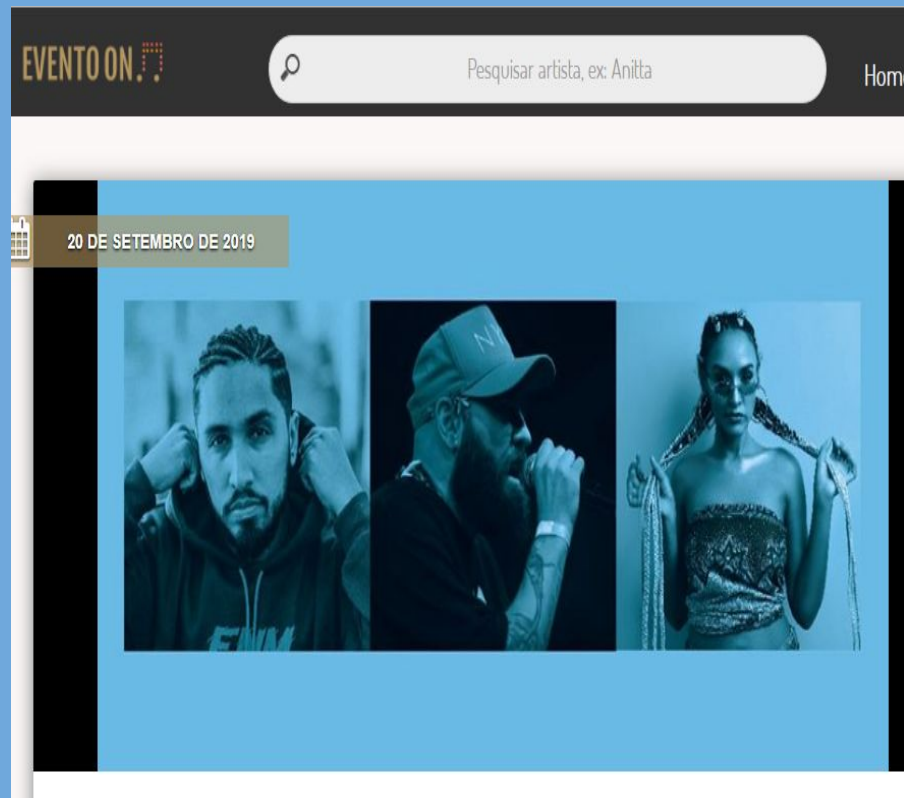 EVENTO ON
Pesquisar artista, ex: Anitta
Home
20 DE SETEMBRO DE 2019